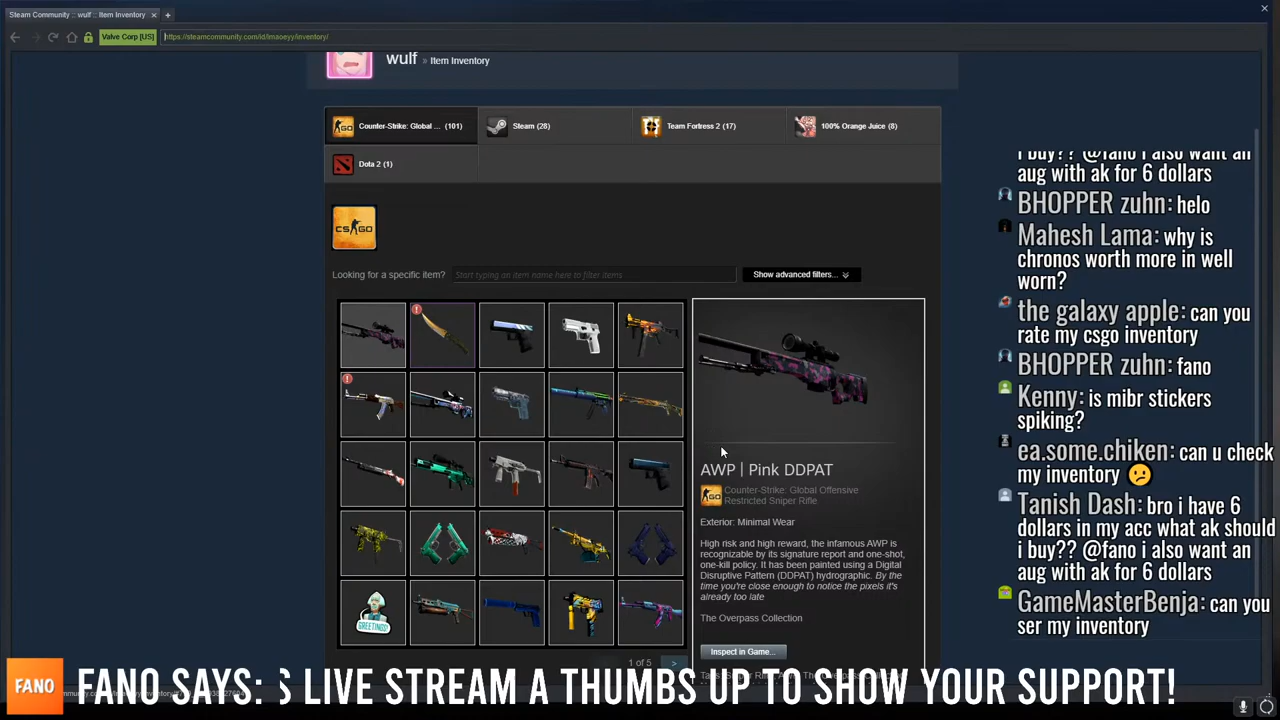 Steam Community :: wulf :: Item Inventory
Valve Corp [US]
https://steamcommunity.com/id/lmaoeyy/inventory/
wulf » Item Inventory
Counter-Strike: Global ... (101)
Steam (28)
Team Fortress 2 (17)
100% Orange Juice (8)
Dota 2 (1)
CS GO
Looking for a specific item?
Start typing an item name here to filter items
Show advanced filters...
AWP | Pink DDPAT
Counter-Strike: Global Offensive
Restricted Sniper Rifle
Exterior: Minimal Wear
High risk and high reward, the infamous AWP is
recognizable by its signature report and one-shot,
one-kill policy. It has been painted using a Digital
Disruptive Pattern (DDPAT) hydrographic. By the
time you're close enough to notice the pixels it's
already too late
The Overpass Collection
Inspect in Game...
GREETINGS!
1 of 5 >
i buy?? @fano i also want an
aug with ak for 6 dollars
BHOPPER zuhn: helo
Mahesh Lama: why is
chronos worth more in well
worn?
the galaxy apple: can you
rate my csgo inventory
BHOPPER zuhn: fano
Kenny: is mibr stickers
spiking?
ea.some.chiken: can u check
my inventory 😕
Tanish Dash: bro i have 6
dollars in my acc what ak should
i buy?? @fano i also want an
aug with ak for 6 dollars
GameMasterBenja: can you
ser my inventory
FANO
FANO SAYS: S LIVE STREAM A THUMBS UP TO SHOW YOUR SUPPORT!